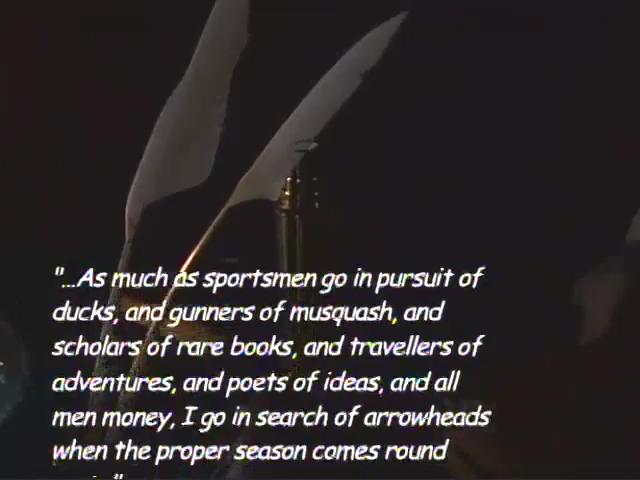 "...As much as sportsmen go in pursuit of
ducks, and gunners of musquash, and
scholars of rare books, and travellers of
adventures, and poets of ideas, and all
men money, I go in search of arrowheads
when the proper season comes round